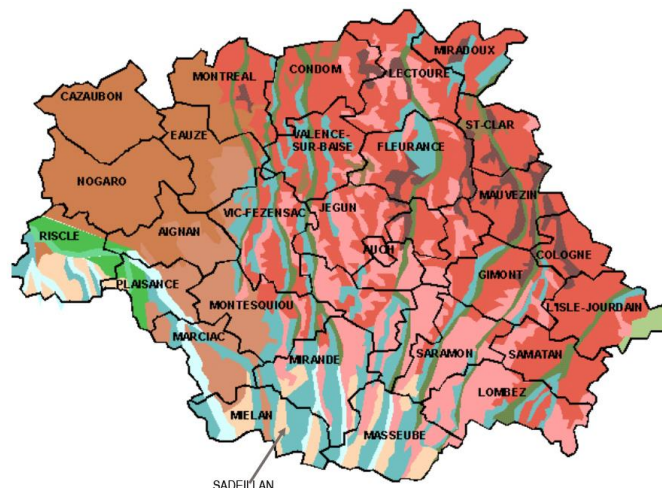 MIRADOUX
CONDOM
LECTOURE
MONTREAL
CAZAUBON
EAUZE
VALENCE-
SUR-BAISE
FLEURANCE
ST-CLAR
NOGARO
MAUVEZIN
VIC-FEZENSAC
JEGUN
RISCLE
AIGNAN
AUCH
COLOGNE
GIMONT
PLAISANCE
MONTESQUIOU
L'ISLE-JOURDAIN
MARCIAC
MIRANDE
SARAMON
SAMATAN
LOMBEZ
MIELAN
MASSEUBE
SADEILLAN